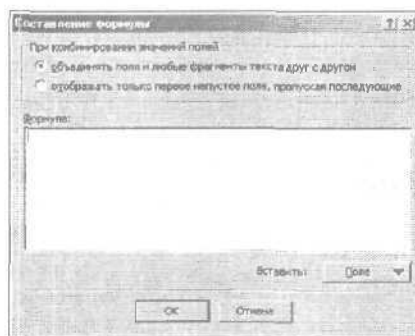 Составление формулы
При комбинировании значений полей
объединять поля и любые фрагменты текста друг с другом
отображать только первое непустое поле, пропуская последующие
Формула:
Вставить: Поле
ОК Отмена